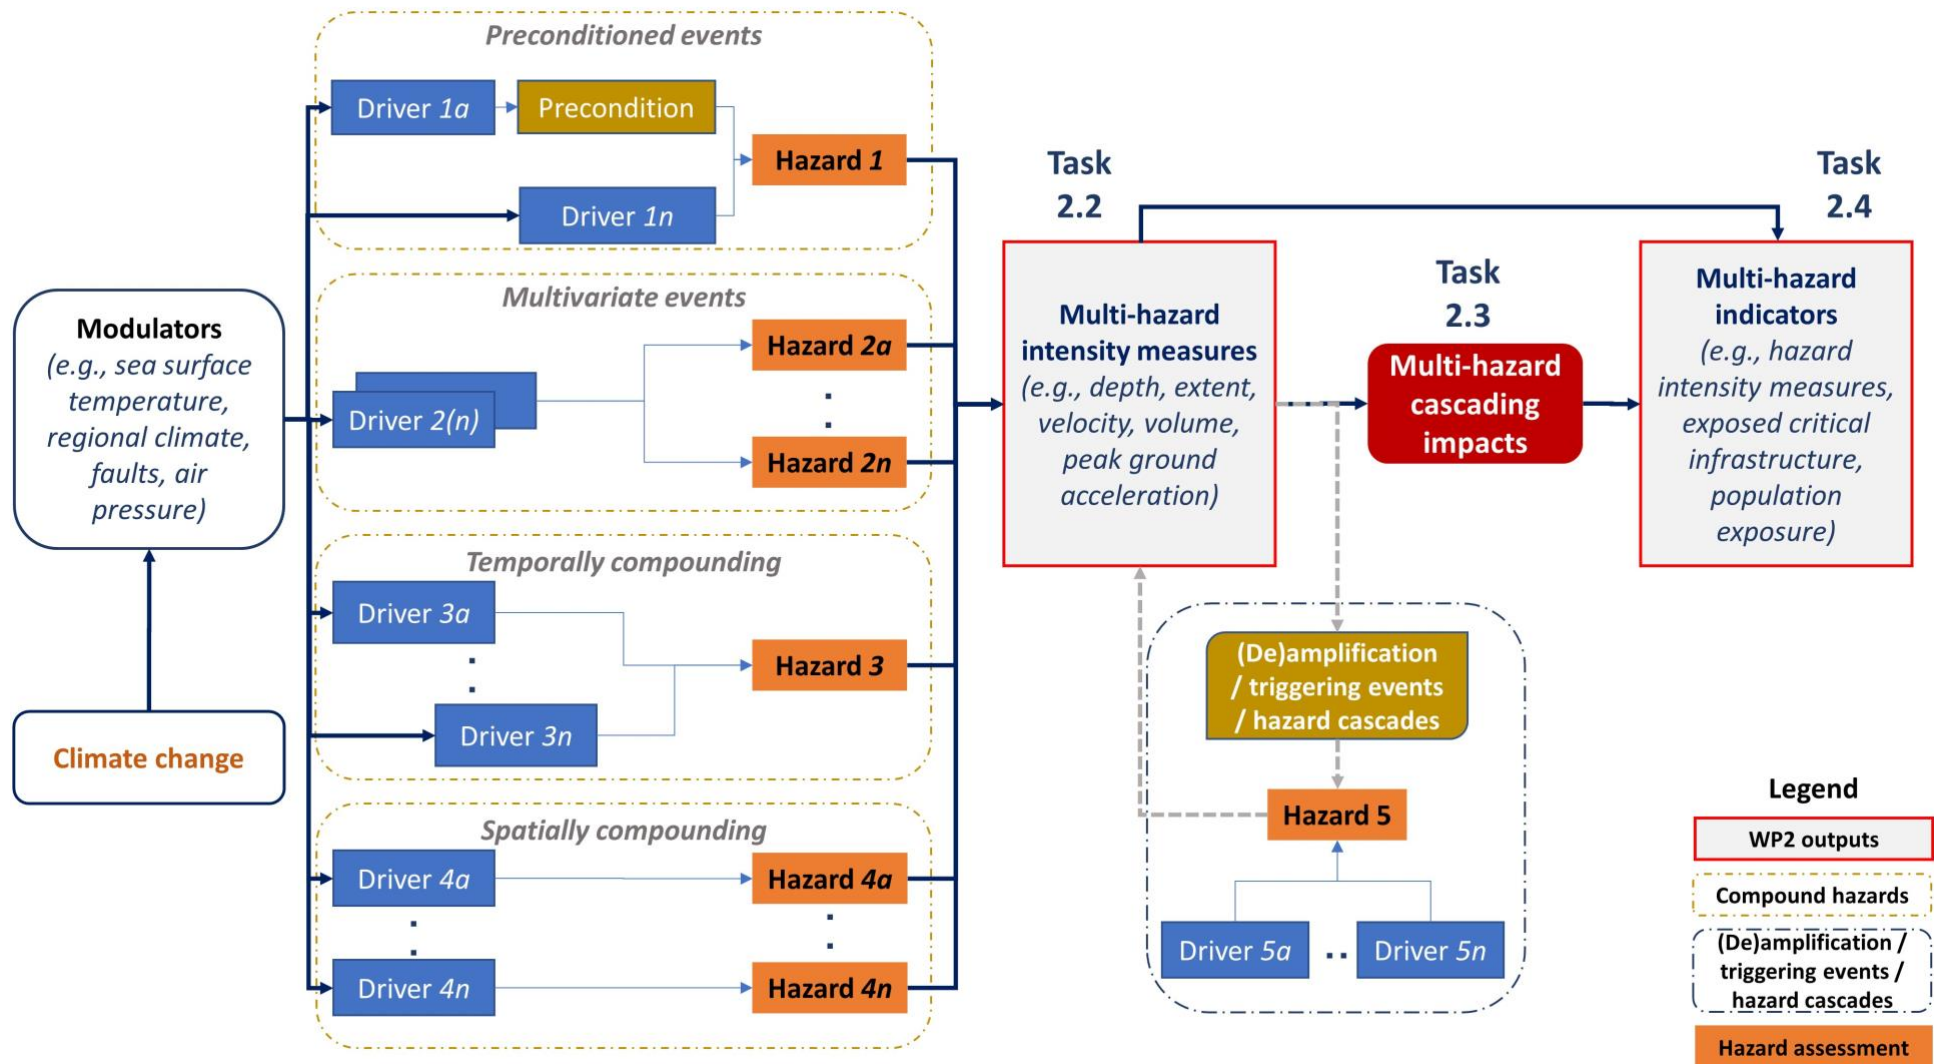 Preconditioned events
Driver 1a
Precondition
Hazard 1
Driver 1n
Multivariate events
Hazard 2a
Driver 2(n)
Hazard 2n
Temporally compounding
Driver 3a
Hazard 3
Driver 3n
Spatially compounding
Driver 4a
Hazard 4a
Driver 4n
Hazard 4n
Modulators
(e.g., sea surface
temperature,
regional climate,
faults, air
pressure)
Climate change
Task
2.2
Multi-hazard
intensity measures
(e.g., depth, extent,
velocity, volume,
peak ground
acceleration)
Task
2.3
Multi-hazard
cascading
impacts
Task
2.4
Multi-hazard
indicators
(e.g., hazard
intensity measures,
exposed critical
infrastructure,
population
exposure)
(De)amplification
/ triggering events
/ hazard cascades
Hazard 5
Driver 5a
Driver 5n
Legend
WP2 outputs
Compound hazards
(De)amplification /
triggering events /
hazard cascades
Hazard assessment